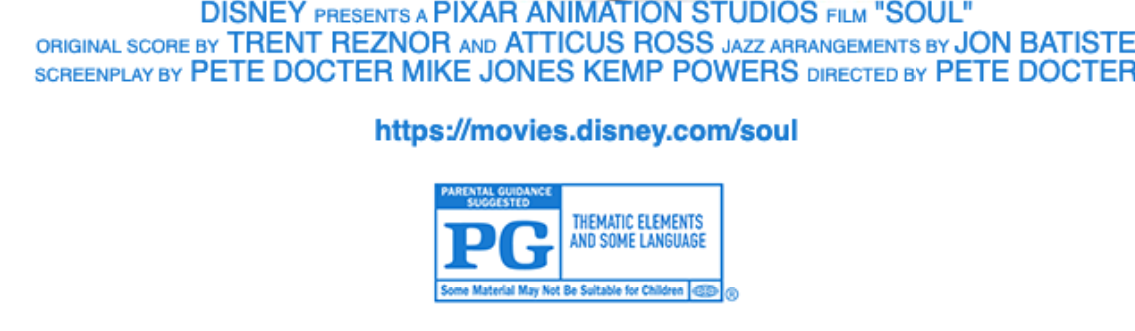 DISNEY PRESENTS A PIXAR ANIMATION STUDIOS FILM "SOUL"
ORIGINAL SCORE BY TRENT REZNOR AND ATTICUS ROSS JAZZ ARRANGEMENTS BY JON BATISTE
SCREENPLAY BY PETE DOCTER MIKE JONES KEMP POWERS DIRECTED BY PETE DOCTER
https://movies.disney.com/soul
PARENTAL GUIDANCE
SUGGESTED
PG
THEMATIC ELEMENTS
AND SOME LANGUAGE
Some Material May Not Be Suitable for Children
®